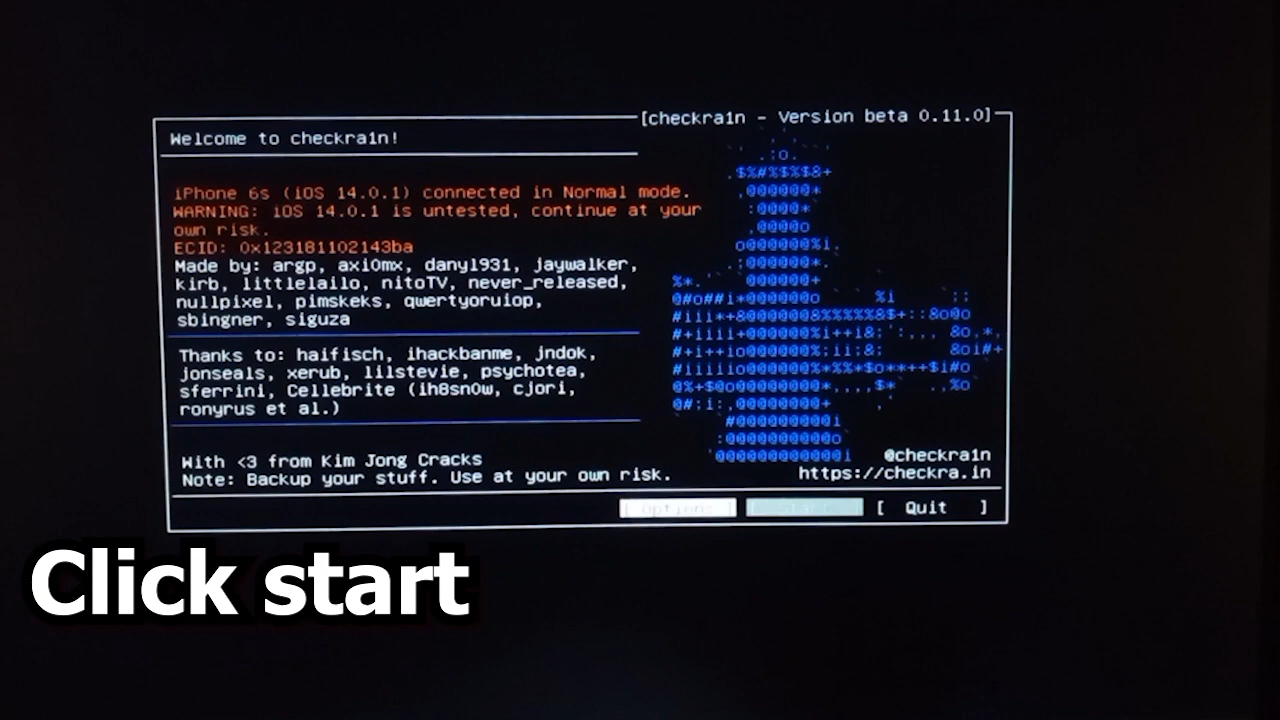 [checkra1n - Version beta 0.11.0]
Welcome to checkra1n!
iPhone 6s (iOS 14.0.1) connected in Normal mode.
WARNING: iOS 14.0.1 is untested, continue at your
own risk.
ECID: 0x123181102143ba
Made by: argp, axi0mx, danyl931, jaywalker,
kirb, littlelailo, nitoTV, never_released,
nullpixel, pimskeks, qwertyoruiop,
sbingner, siguza
Thanks to: haifisch, ihackbanme, jndok,
jonseals, xerub, lilstevie, psychotea,
sferrini, Cellebrite (ih8sn0w, cjori,
ronyrus et al.)
With <3 from Kim Jong Cracks
Note: Backup your stuff. Use at your own risk.
@checkra1n
https://checkra.in
[ Options ]
[ Quit ]
Click start